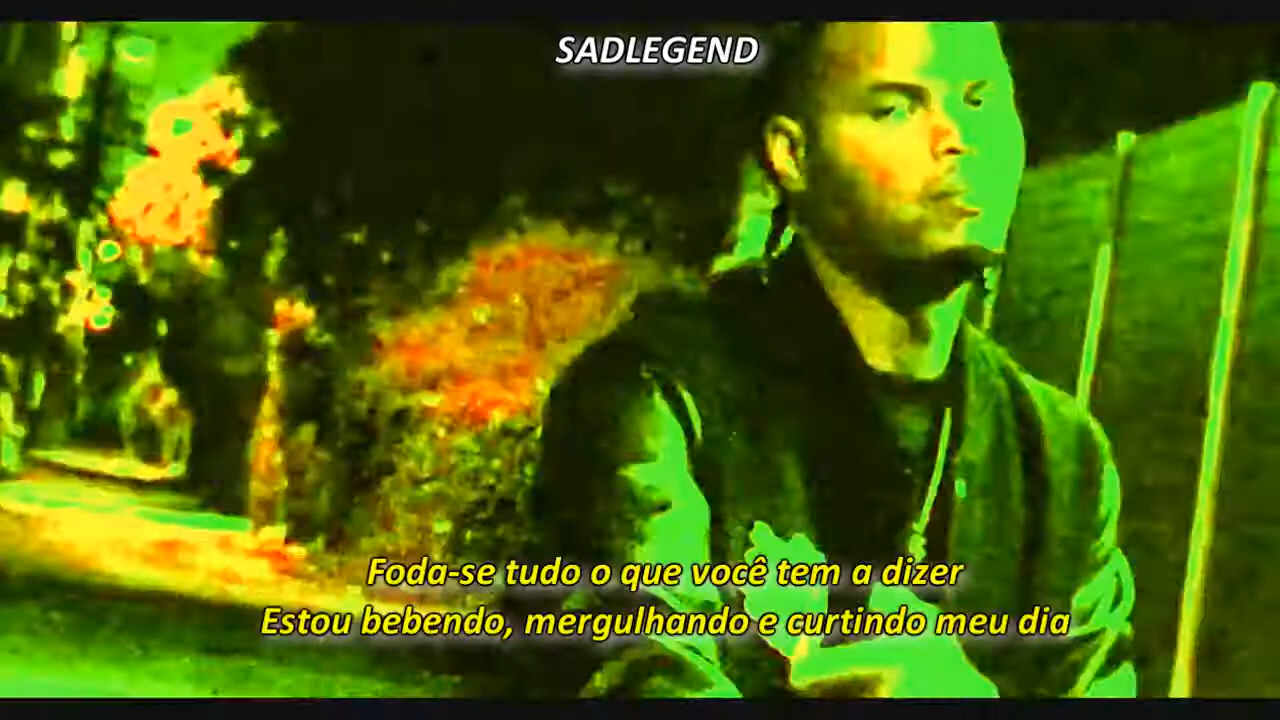 SADLEGEND
Foda-se tudo o que você tem a dizer
Estou bebendo, mergulhando e curtindo meu dia